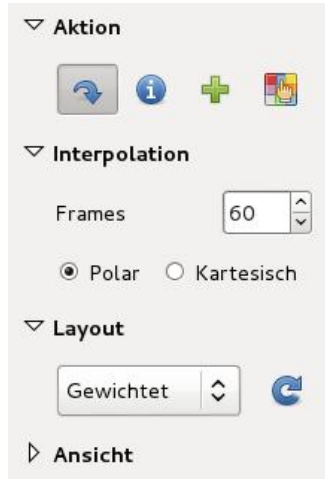 Aktion
Interpolation
Frames 60
Polar Kartesisch
Layout
Gewichtet
Ansicht